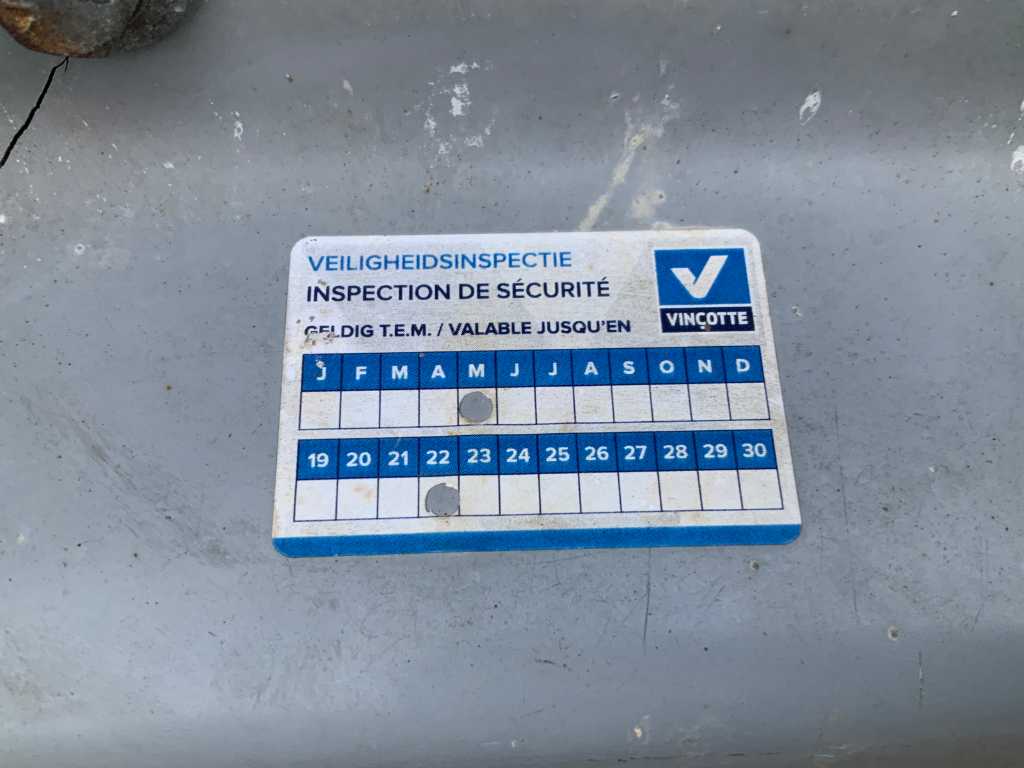 VEILIGHEIDSINSPECTIE
INSPECTION DE SÉCURITÉ
GELDIG T.E.M. / VALABLE JUSQU'EN
VINÇOTTE
J F M A M J J A S O N D
19 20 21 22 23 24 25 26 27 28 29 30